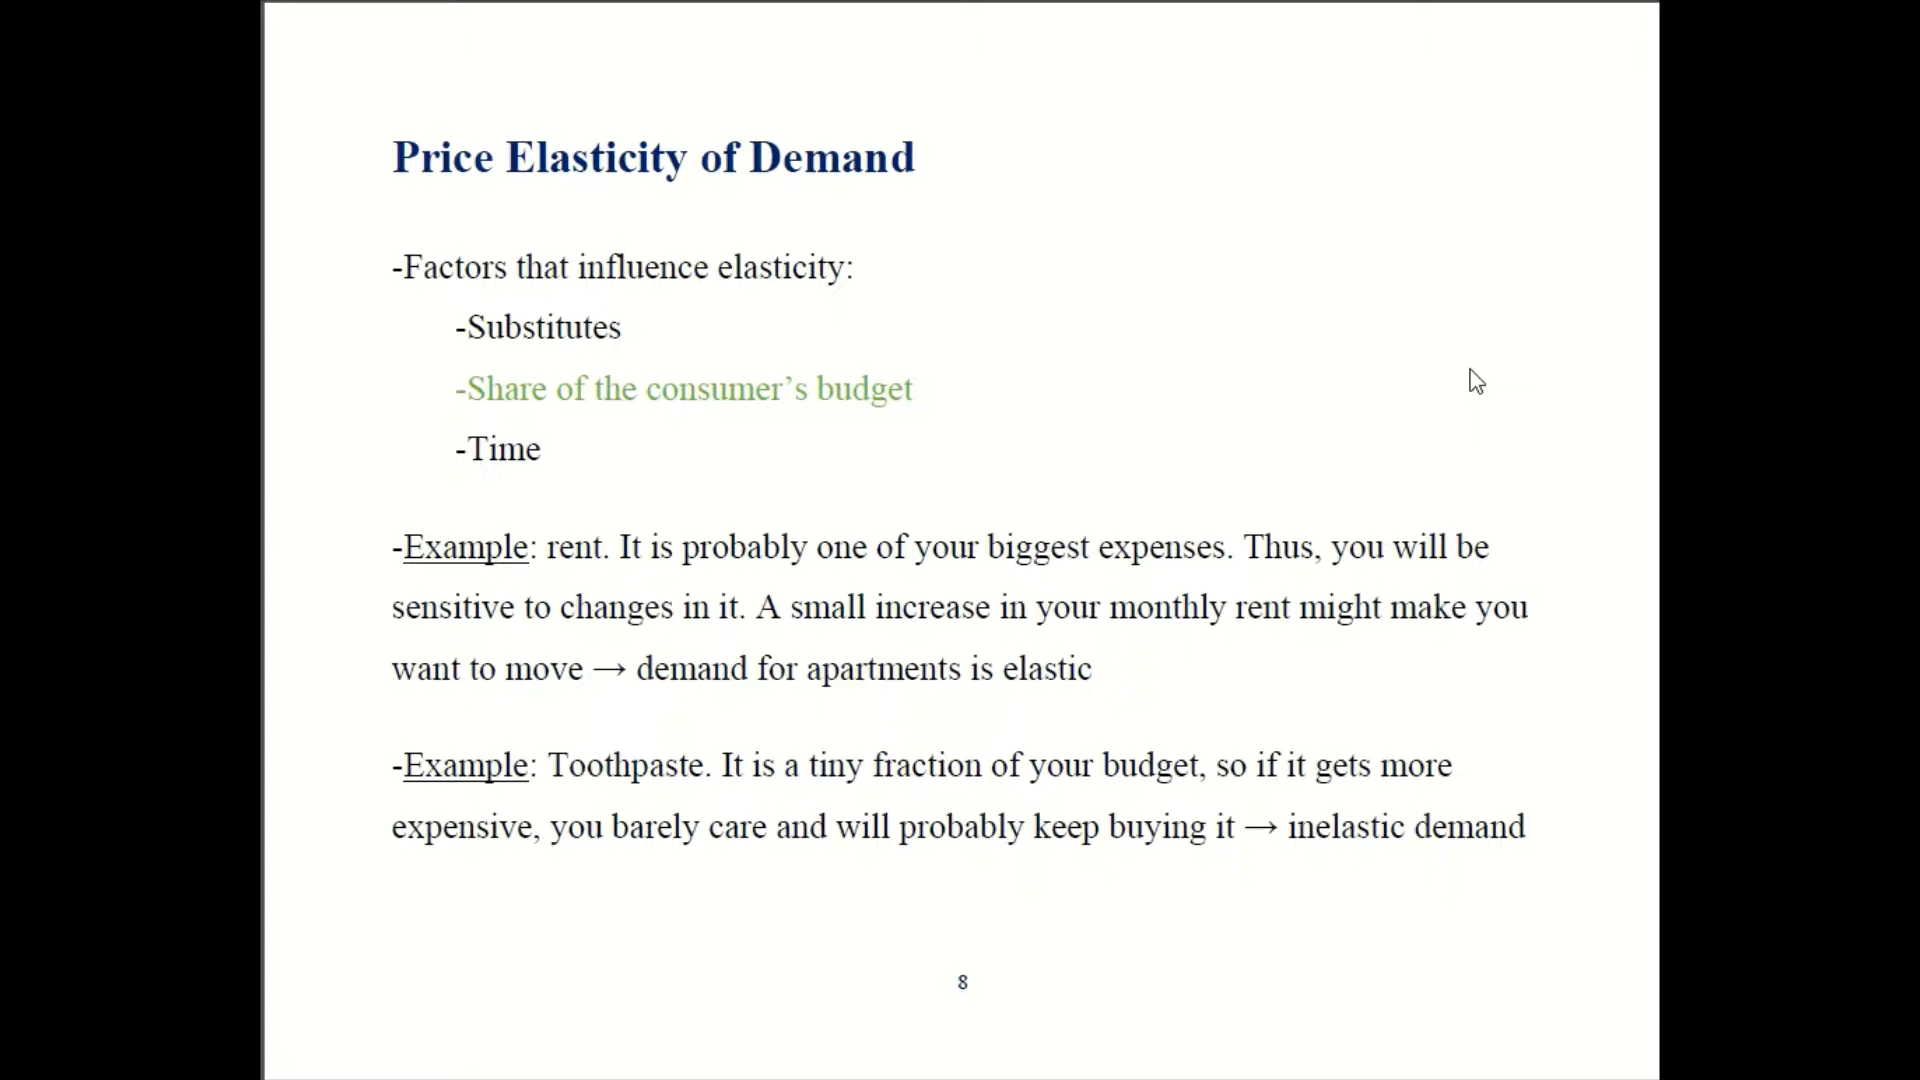 Price Elasticity of Demand
-Factors that influence elasticity:
-Substitutes
-Share of the consumer’s budget
-Time
-Example: rent. It is probably one of your biggest expenses. Thus, you will be
sensitive to changes in it. A small increase in your monthly rent might make you
want to move → demand for apartments is elastic
-Example: Toothpaste. It is a tiny fraction of your budget, so if it gets more
expensive, you barely care and will probably keep buying it → inelastic demand
8